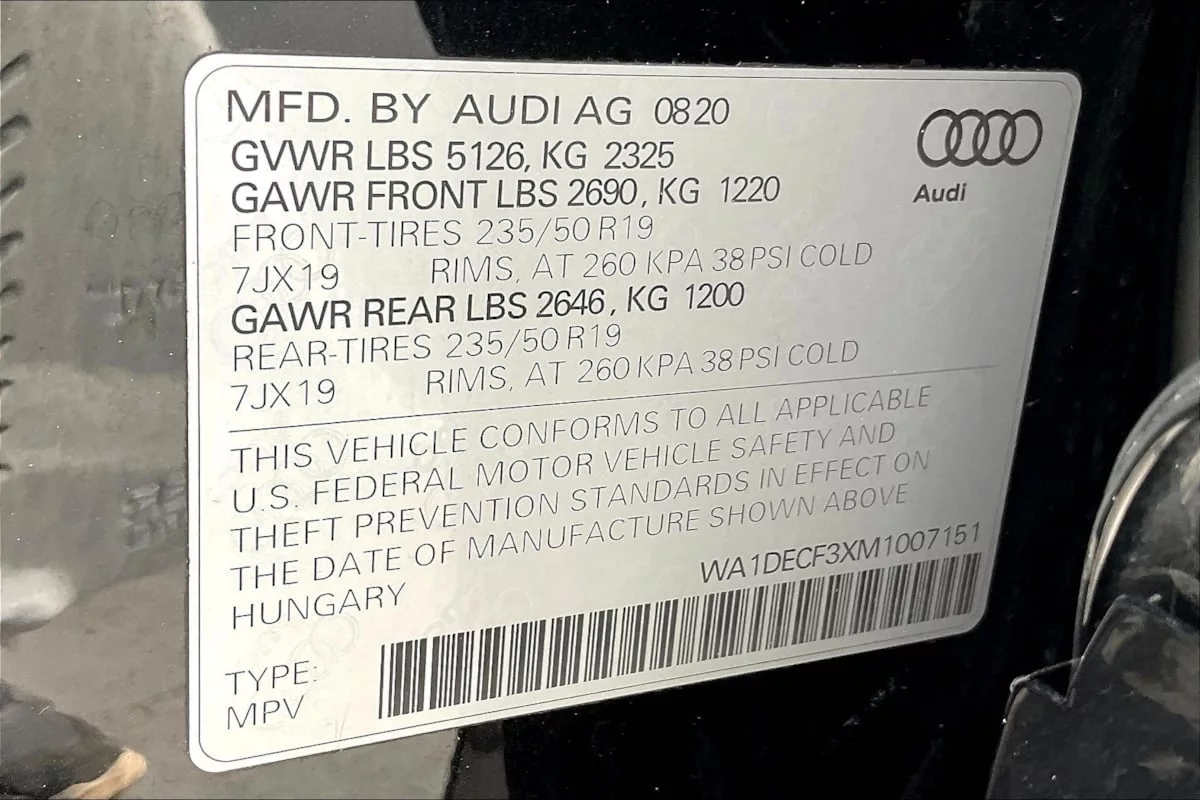 MFD. BY AUDI AG 0820
GVWR LBS 5126, KG 2325
GAWR FRONT LBS 2690, KG 1220
FRONT-TIRES 235/50 R19
7JX19 RIMS, AT 260 KPA 38 PSI COLD
GAWR REAR LBS 2646, KG 1200
REAR-TIRES 235/50 R19
7JX19 RIMS, AT 260 KPA 38 PSI COLD
THIS VEHICLE CONFORMS TO ALL APPLICABLE
U.S. FEDERAL MOTOR VEHICLE SAFETY AND
THEFT PREVENTION STANDARDS IN EFFECT ON
THE DATE OF MANUFACTURE SHOWN ABOVE
HUNGARY
WA1DECF3XM1007151
TYPE:
MPV
Audi